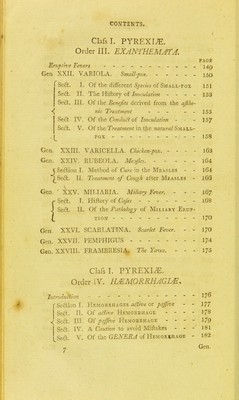 CONTENTS.
Claſs I. PYREXIÆ.
Order III. EXANTHEMATA.
PAGE
Eruptive Fevers - - - - - - - - 149
Gen. XXII. VARIOLA. Small-pox. - - - - - 150
Sect. I. Of the different Species of SMALL-POX 151
Sect. II. The Hiſtory of Inoculation - - - 153
Sect. III. Of the Benefits derived from the aſthe-
nic Treatment - - - - - 155
Sect. IV. Of the Conduct of Inoculation - - 157
Sect. V. Of the Treatment in the natural SMALL-
POX - - - - - - - - 158
Gen. XXIII. VARICELLA. Chicken-pox. - - - 163
Gen. XXIV. RUBEOLA. Meaſles. - - - - 164
Section I. Method of Cure in the MEASLES - - 164
Sect. II. Treatment of Cough after MEASLES 166
Gen. XXV. MILIARIA. Miliary Fever. - - - 167
Sect. I. Hiſtory of Caſes - - - - - 168
Sect. II. Of the Pathology of MILIARY ERUP-
TION - - - - - - - - 170
Gen. XXVI. SCARLATINA. Scarlet Fever. - - 170
Gen. XXVII. PEMPHIGUS - - - - - - 174
Gen. XXVIII. FRAMBRESIA. The Yaws. - - - 175
Claſs I. PYREXIÆ.
Order IV. HÆMORRHAGIÆ.
Introduction - - - - - - - - 176
Section I. HEMORRHAGES active or paſſive - - 177
Sect. II. Of active HEMORRHAGE - - - 178
Sect. III. Of paſſive HEMORRHAGE - - - 179
Sect. IV. A Caution to avoid Miſtakes - - 181
Sect. V. Of the GENERA of HEMORRHAGE - 182
7 Gen.